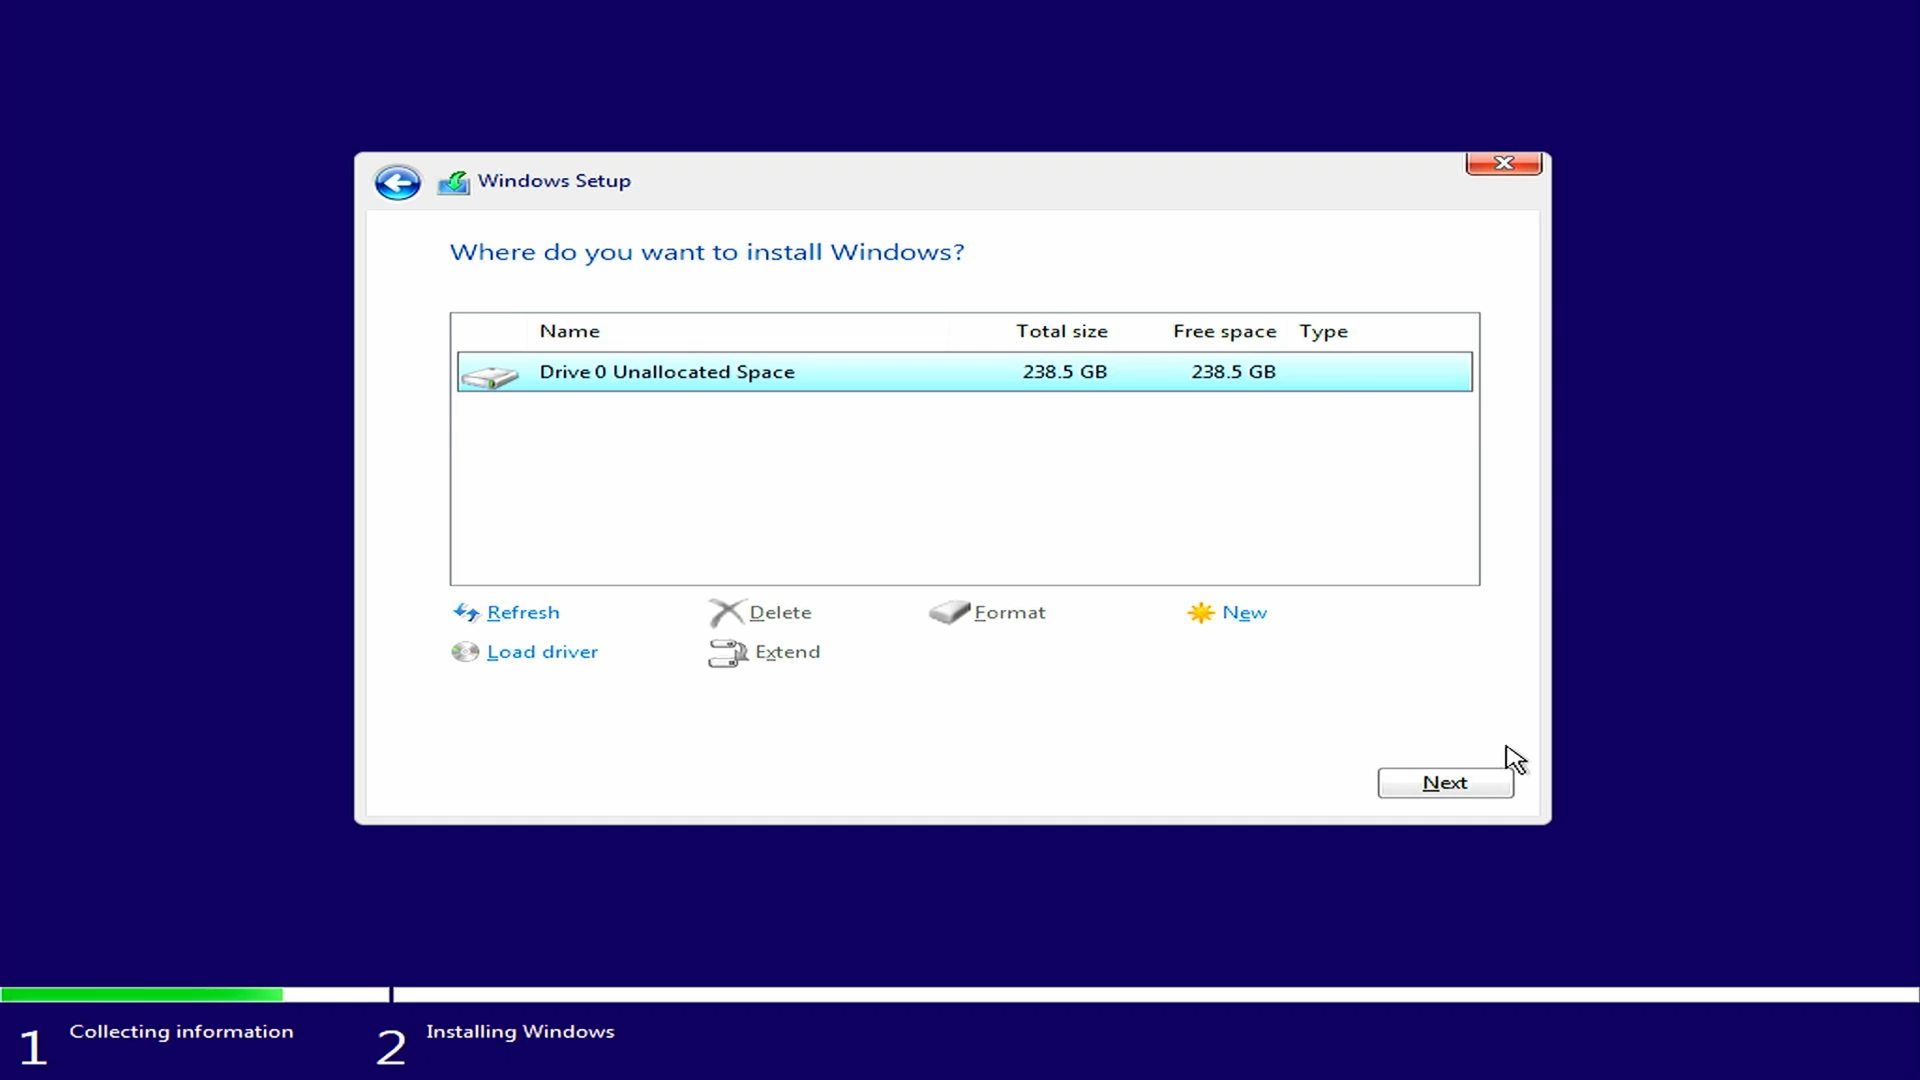 Windows Setup
Where do you want to install Windows?
Name Total size Free space Type
Drive 0 Unallocated Space 238.5 GB 238.5 GB
Refresh Delete Format New
Load driver Extend
Next
1 Collecting information 2 Installing Windows